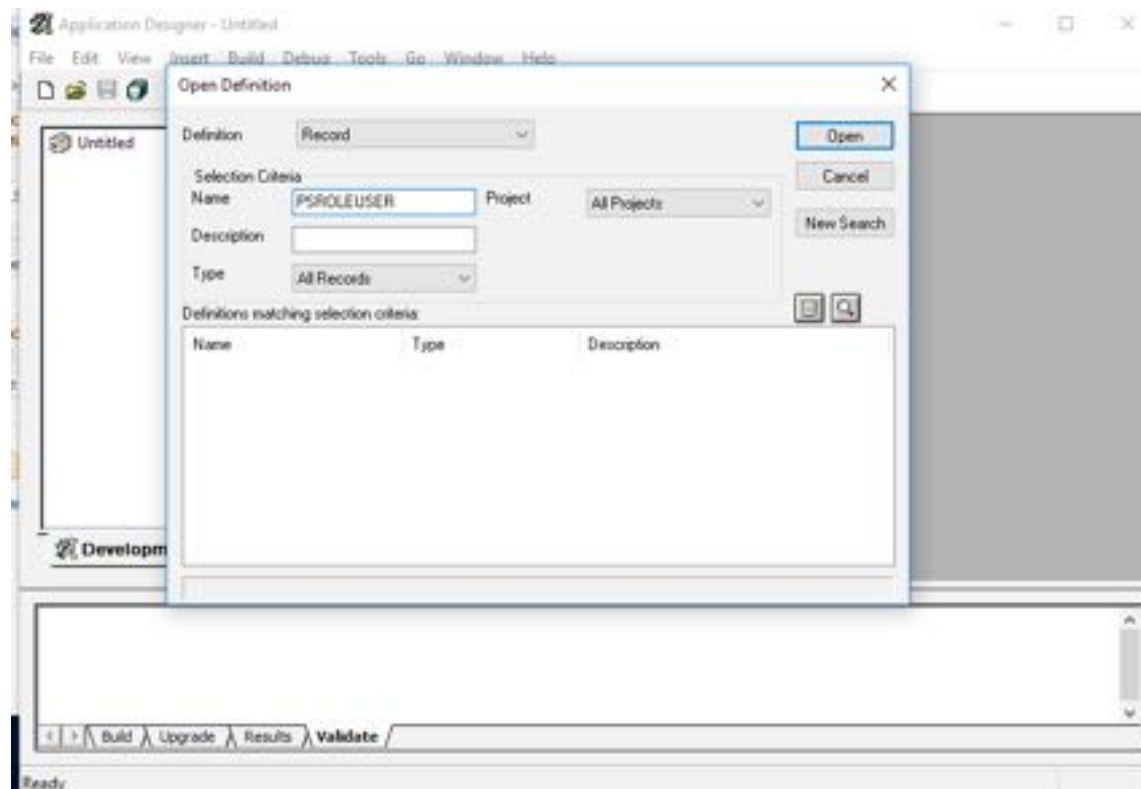 Application Designer - Untitled
File Edit View Insert Build Debug Tools Go Window Help
Open Definition
Untitled
Definition Record Open
Selection Criteria Cancel
Name PSROLEUSER Project All Projects
New Search
Description
Type All Records
Definitions matching selection criteria:
Name Type Description
Developm
Build Upgrade Results Validate
Ready